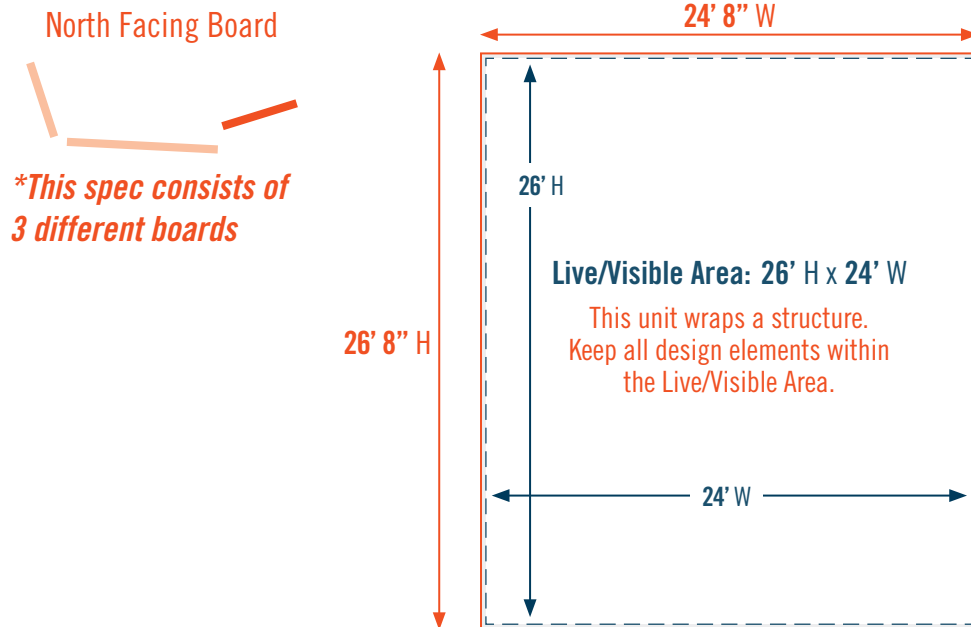 North Facing Board
*This spec consists of
3 different boards
24’ 8” W
26’ H
Live/Visible Area: 26’ H x 24’ W
This unit wraps a structure.
Keep all design elements within
the Live/Visible Area.
26’ 8” H
24’ W